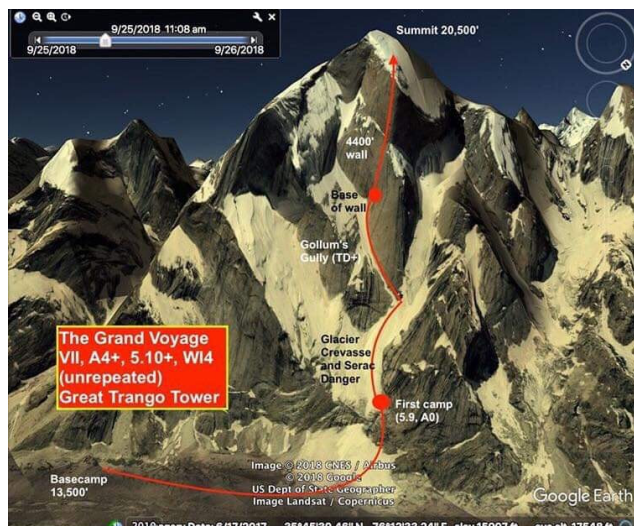 9/25/2018 11:08 am
9/25/2018
9/26/2018
Summit 20,500'
4400'
wall
Base
of wall
Gollum's
Gully (TD+)
The Grand Voyage
VII, A4+, 5.10+, WI4
(unrepeated)
Great Trango Tower
Glacier
Crevasse
and Serac
Danger
First camp
(5.9, A0)
Basecamp
13,500'
Image © 2018 CNES / Airbus
© 2018 Google
US Dept of State Geographer
Image Landsat / Copernicus
Google Earth